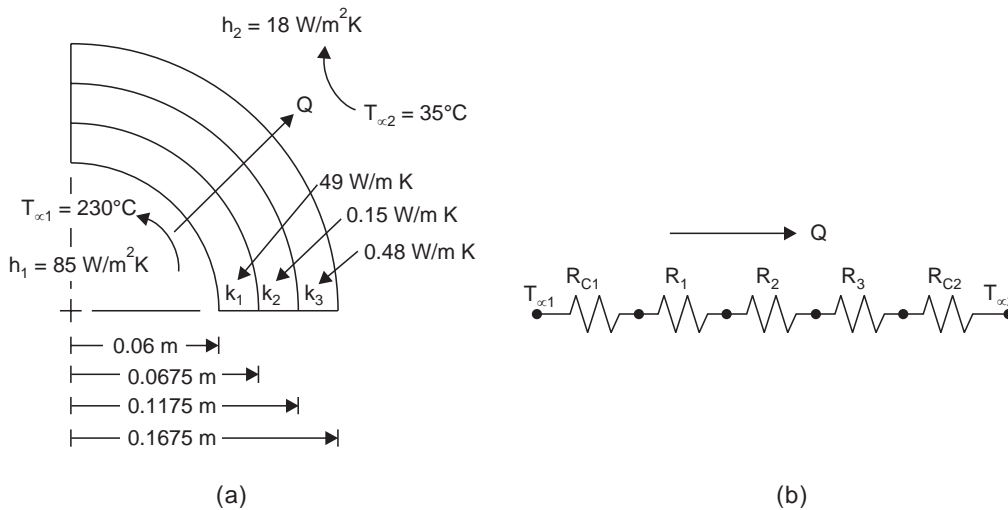 h₂ = 18 W/m²K
Q
T∝2 = 35°C
49 W/m K
T∝1 = 230°C
0.15 W/m K
h₁ = 85 W/m²K
0.48 W/m K
k₁ k₂ k₃
0.06 m
0.0675 m
0.1175 m
0.1675 m
(a)
Q
T∝1 R_C1 R₁ R₂ R₃ R_C2 T∝2
(b)